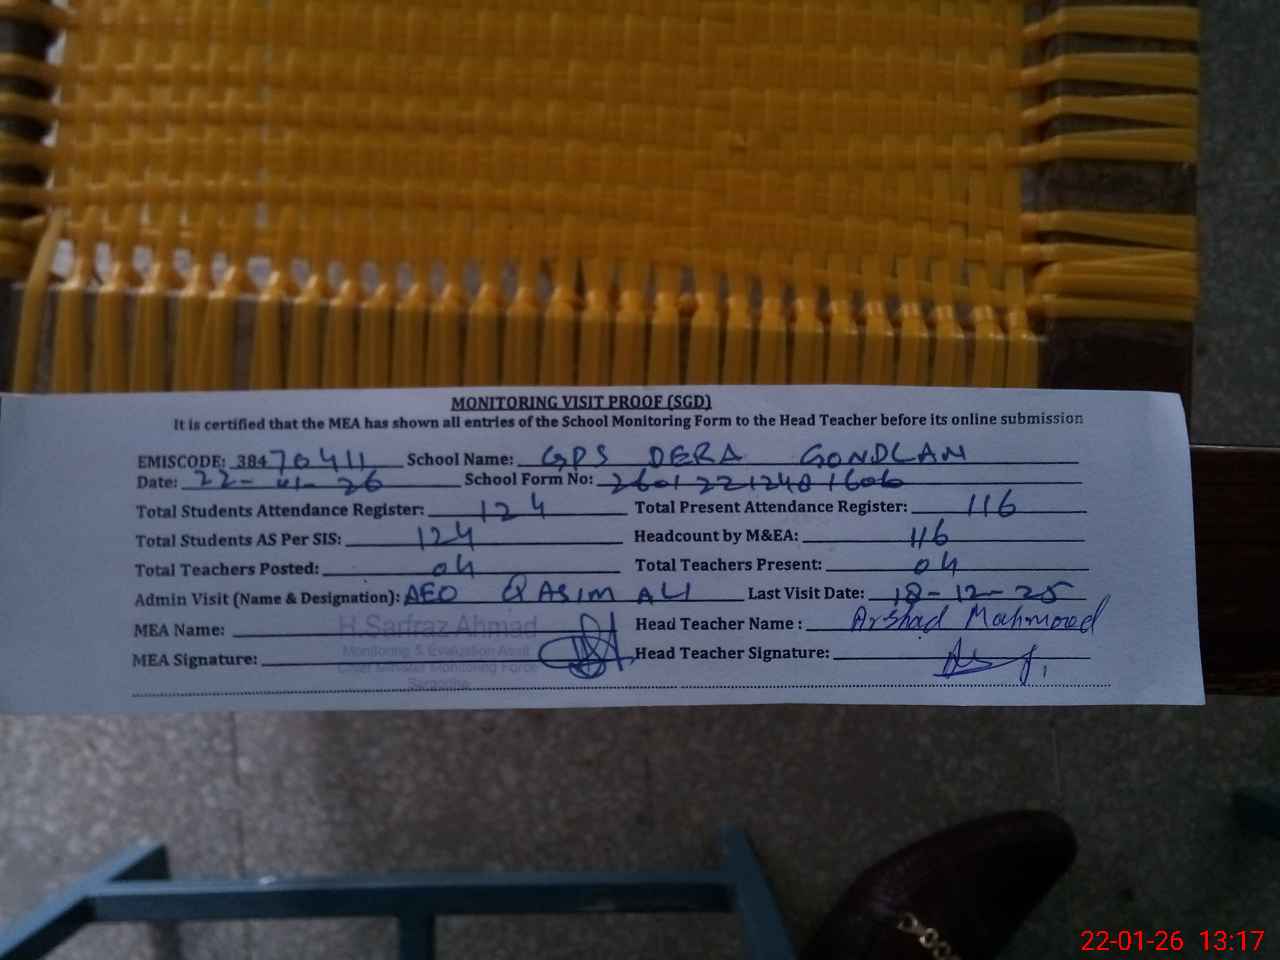 MONITORING VISIT PROOF (SGD)
It is certified that the MEA has shown all entries of the School Monitoring Form to the Head Teacher before its online submission
EMISCODE: 38470411 School Name: GPS DERA GONDLAN
Date: 22-01-26 School Form No: 26012212401606
Total Students Attendance Register: 124 Total Present Attendance Register: 116
Total Students AS Per SIS: 124 Headcount by M&EA: 116
Total Teachers Posted: 04 Total Teachers Present: 04
Admin Visit (Name & Designation): AEO QASIM ALI Last Visit Date: 18-12-25
MEA Name: H.Sarfraz Ahmad Head Teacher Name : Arshad Mahmood
Monitoring & Evaluation Asstt
MEA Signature: Head Teacher Signature:
Chief Minister Monitoring Force
Sargodha
22-01-26 13:17